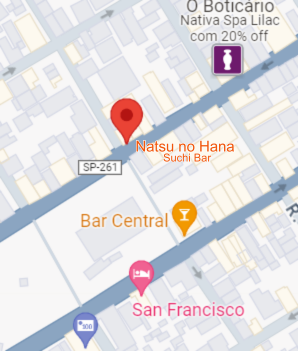 O Boticário
Nativa Spa Lilac
com 20% off
Natsu no Hana
Suchi Bar
SP-261
Bar Central
R.
San Francisco